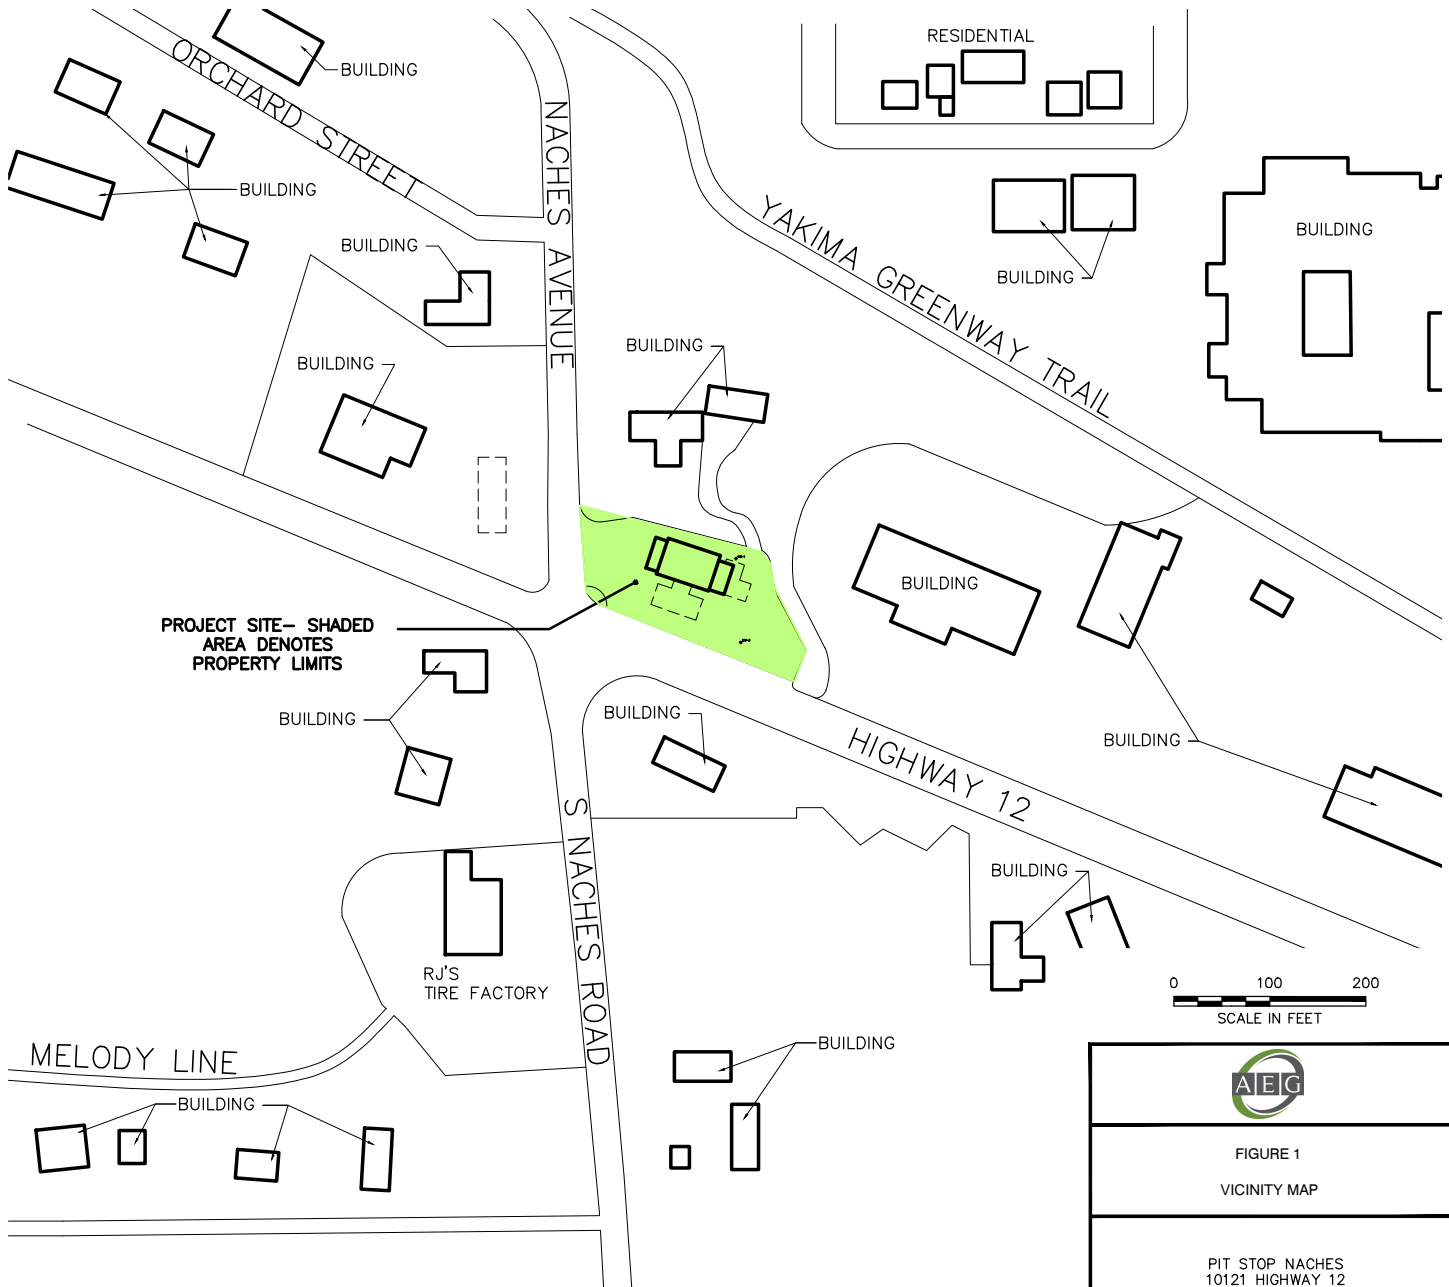 RESIDENTIAL
ORCHARD STREET
BUILDING
NACHES AVENUE
BUILDING
BUILDING
YAKIMA GREENWAY TRAIL
BUILDING
BUILDING
BUILDING
BUILDING
BUILDING
PROJECT SITE– SHADED
AREA DENOTES
PROPERTY LIMITS
BUILDING
BUILDING
BUILDING
HIGHWAY 12
BUILDING
S NACHES ROAD
BUILDING
RJ'S
TIRE FACTORY
0 100 200
SCALE IN FEET
MELODY LINE
BUILDING
BUILDING
AEG
FIGURE 1
VICINITY MAP
PIT STOP NACHES
10121 HIGHWAY 12